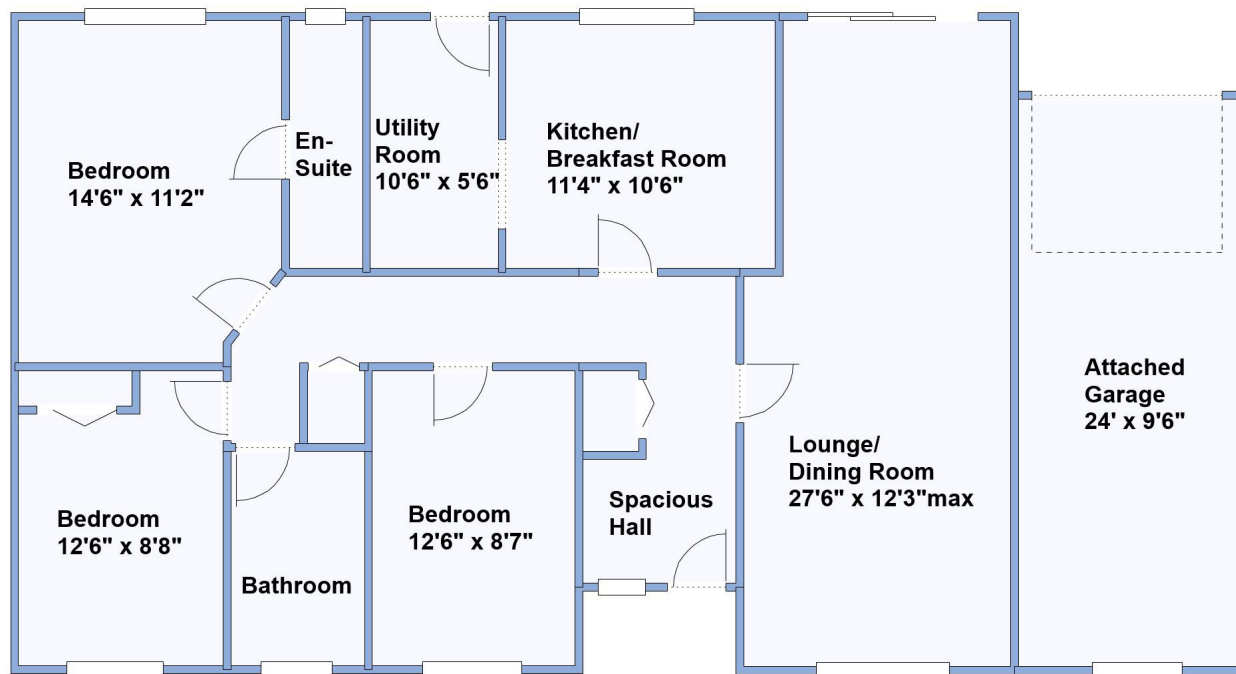 Bedroom
14'6" x 11'2"
En-
Suite
Utility
Room
10'6" x 5'6"
Kitchen/
Breakfast Room
11'4" x 10'6"
Attached
Garage
24' x 9'6"
Lounge/
Dining Room
27'6" x 12'3"max
Bedroom
12'6" x 8'8"
Bathroom
Bedroom
12'6" x 8'7"
Spacious
Hall